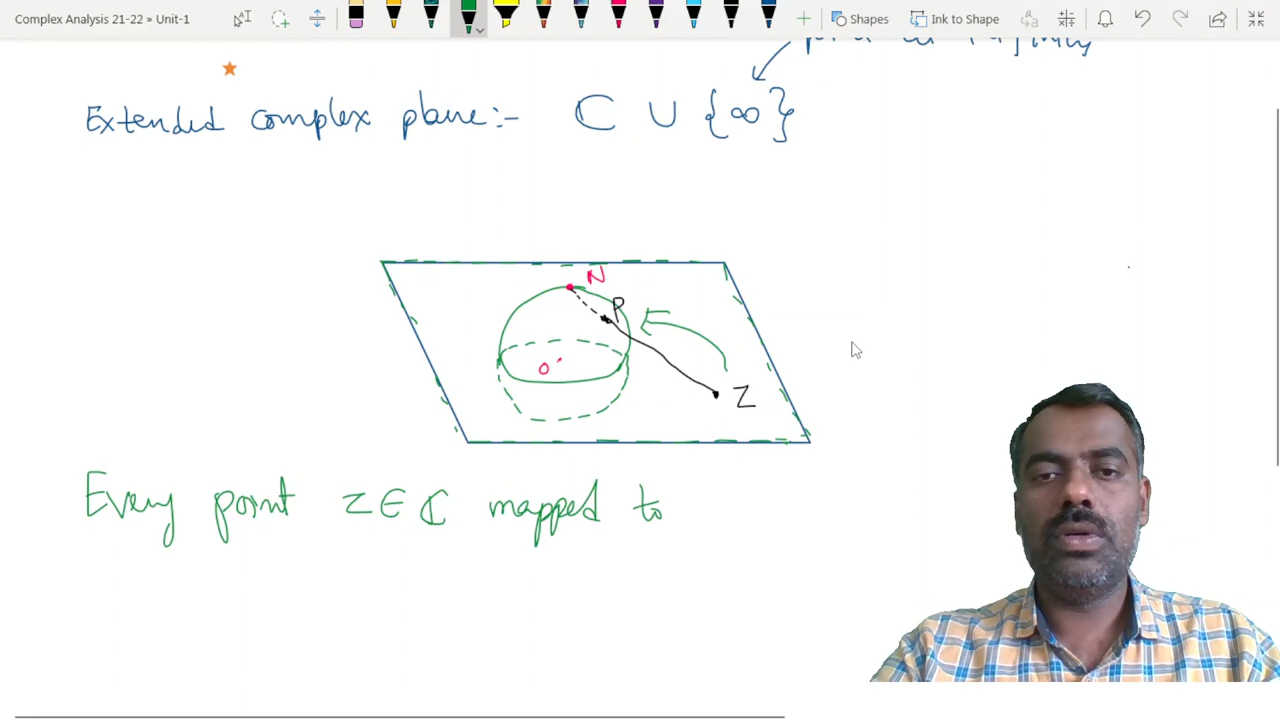 Complex Analysis 21-22 » Unit-1
Shapes
Ink to Shape
Extended complex plane:- ℂ ∪ {∞}
N
P
O
Z
Every point z ∈ ℂ mapped to